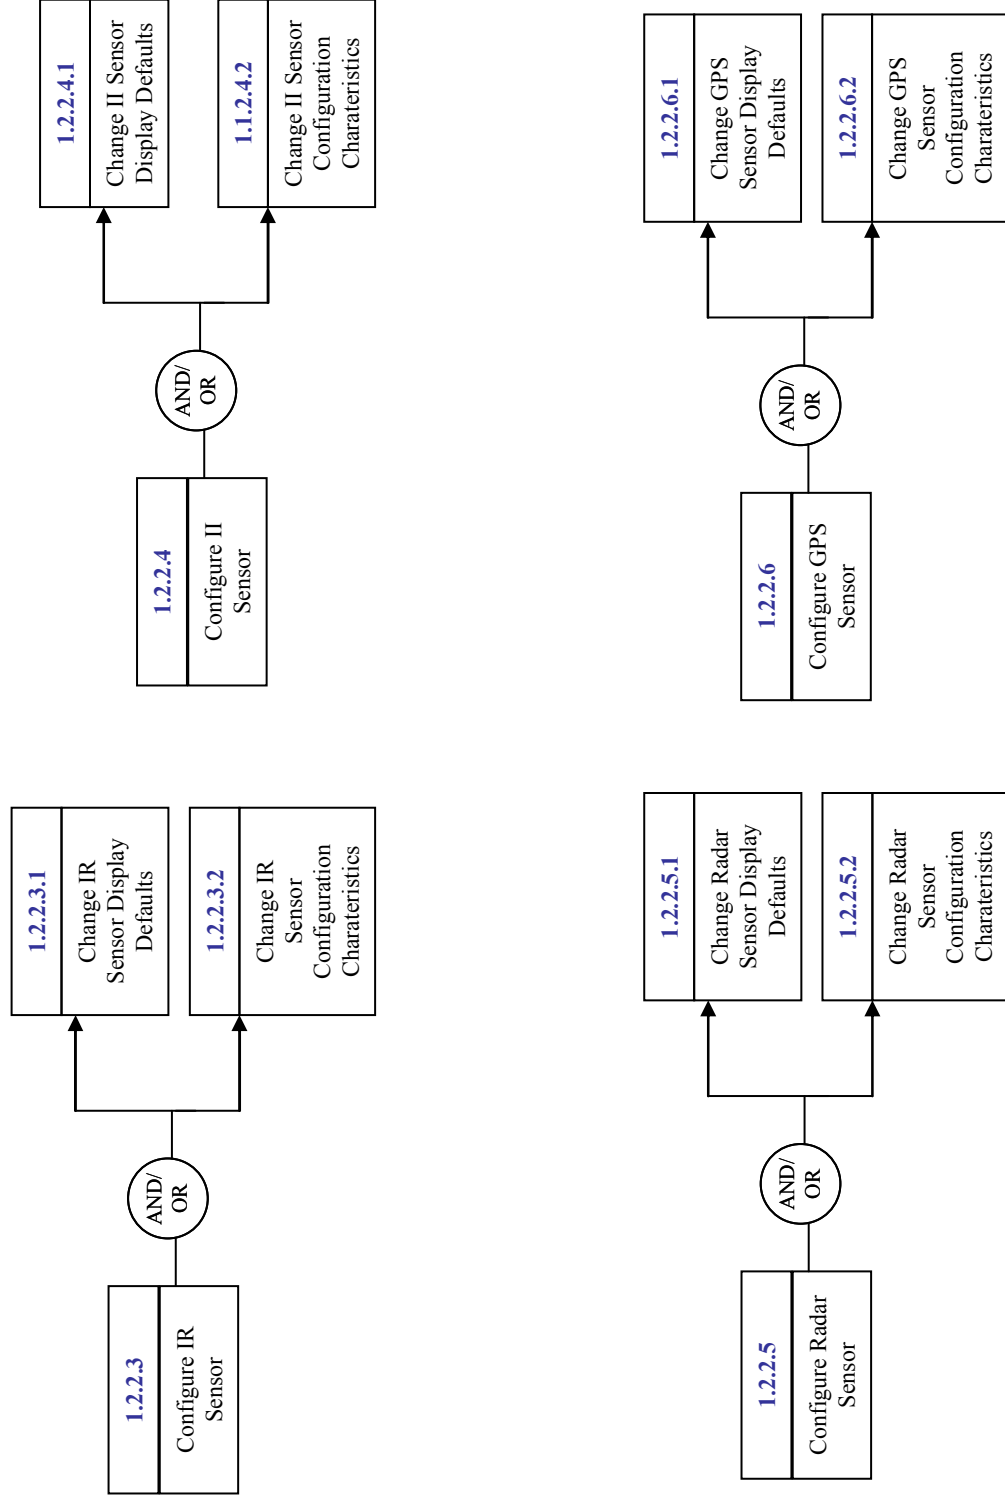 1.2.2.3
Configure IR
Sensor
AND/
OR
1.2.2.3.1
Change IR
Sensor Display
Defaults
1.2.2.3.2
Change IR
Sensor
Configuration
Charateristics
1.2.2.4
Configure II
Sensor
AND/
OR
1.2.2.4.1
Change II Sensor
Display Defaults
1.1.2.4.2
Change II Sensor
Configuration
Charateristics
1.2.2.5
Configure Radar
Sensor
AND/
OR
1.2.2.5.1
Change Radar
Sensor Display
Defaults
1.2.2.5.2
Change Radar
Sensor
Configuration
Charateristics
1.2.2.6
Configure GPS
Sensor
AND/
OR
1.2.2.6.1
Change GPS
Sensor Display
Defaults
1.2.2.6.2
Change GPS
Sensor
Configuration
Charateristics